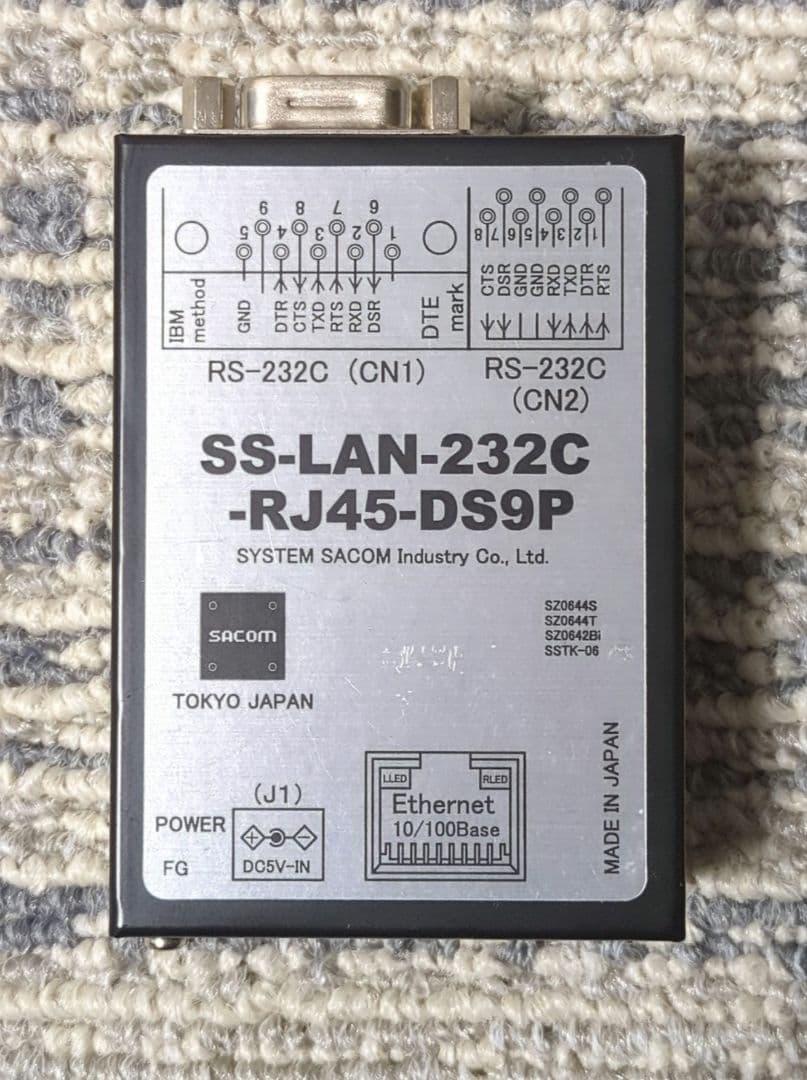 5 9 4 8 3 7 2 6 1
8 7 6 5 4 3 2 1
IBM method
GND DTR CTS TXD RTS RXD DSR
DTE mark
CTS DSR GND GND RXD TXD DTR RTS
RS-232C (CN1)
RS-232C
(CN2)
SS-LAN-232C
-RJ45-DS9P
SYSTEM SACOM Industry Co., Ltd.
SACOM
TOKYO JAPAN
SZ0644S
SZ0644T
SZ0642Bi
SSTK-06
MADE IN JAPAN
(J1)
POWER
DC5V-IN
FG
LLED
RLED
Ethernet
10/100Base